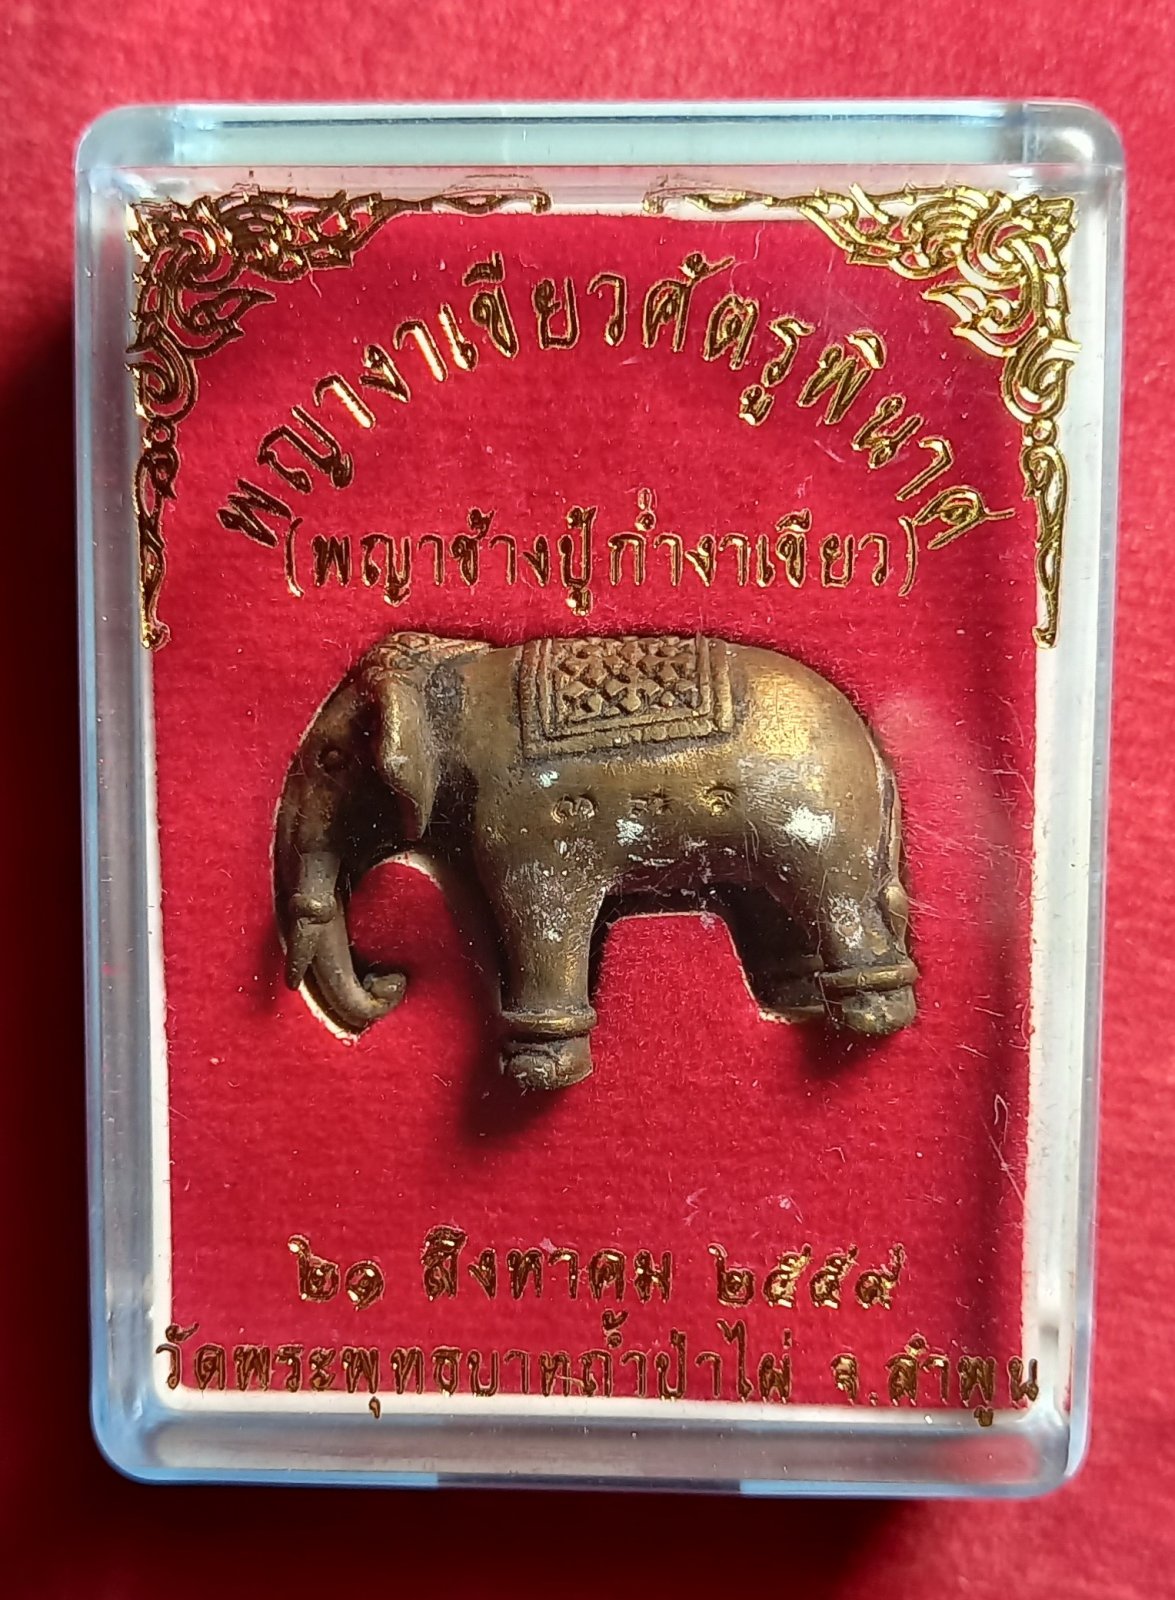 พญางาเขียวศัตรูพินาศ
(พญาช้างปู่ก่ำงาเขียว)
๒๑ สิงหาคม ๒๕๕๙
วัดพระพุทธบาทถ้ำป่าไผ่ จ.ลำพูน